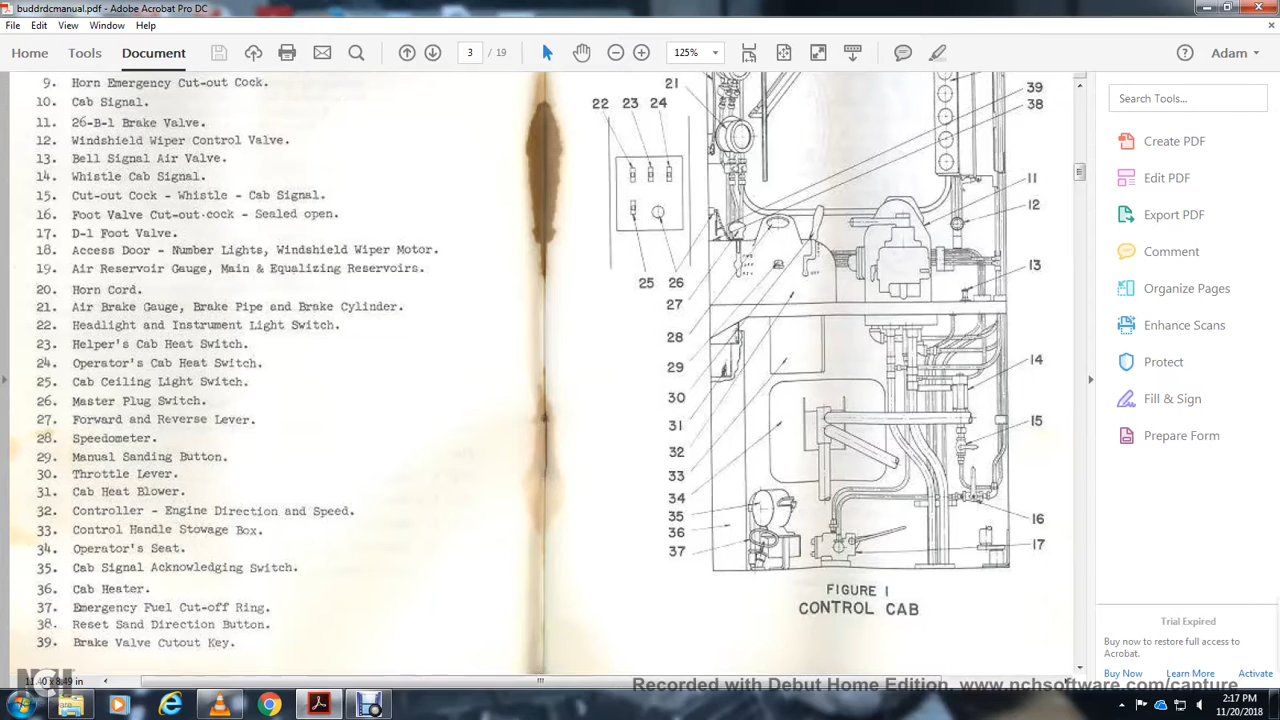 buddrdcmanual.pdf - Adobe Acrobat Pro DC
File Edit View Window Help
Home Tools Document 3 / 19 125% Adam
9. Horn Emergency Cut-out Cock.
10. Cab Signal.
11. 26-B-1 Brake Valve.
12. Windshield Wiper Control Valve.
13. Bell Signal Air Valve.
14. Whistle Cab Signal.
15. Cut-out Cock - Whistle - Cab Signal.
16. Foot Valve Cut-out-cock - Sealed open.
17. D-1 Foot Valve.
18. Access Door - Number Lights, Windshield Wiper Motor.
19. Air Reservoir Gauge, Main & Equalizing Reservoirs.
20. Horn Cord.
21. Air Brake Gauge, Brake Pipe and Brake Cylinder.
22. Headlight and Instrument Light Switch.
23. Helper's Cab Heat Switch.
24. Operator's Cab Heat Switch.
25. Cab Ceiling Light Switch.
26. Master Plug Switch.
27. Forward and Reverse Lever.
28. Speedometer.
29. Manual Sanding Button.
30. Throttle Lever.
31. Cab Heat Blower.
32. Controller - Engine Direction and Speed.
33. Control Handle Stowage Box.
34. Operator's Seat.
35. Cab Signal Acknowledging Switch.
36. Cab Heater.
37. Emergency Fuel Cut-off Ring.
38. Reset Sand Direction Button.
39. Brake Valve Cutout Key.
21
22 23 24
25 26
27
28
29
30
31
32
33
34
35
36
37
39
38
11
12
13
14
15
16
17
OFF
FIGURE 1
CONTROL CAB
Search Tools...
Create PDF
Edit PDF
Export PDF
Comment
Organize Pages
Enhance Scans
Protect
Fill & Sign
Prepare Form
Trial Expired
Buy now to restore full access to
Acrobat.
Buy Now Learn More Activate
11.40 x 8.49 in
Recorded with Debut Home Edition. www.nchsoftware.com/capture
2:17 PM
11/20/2018